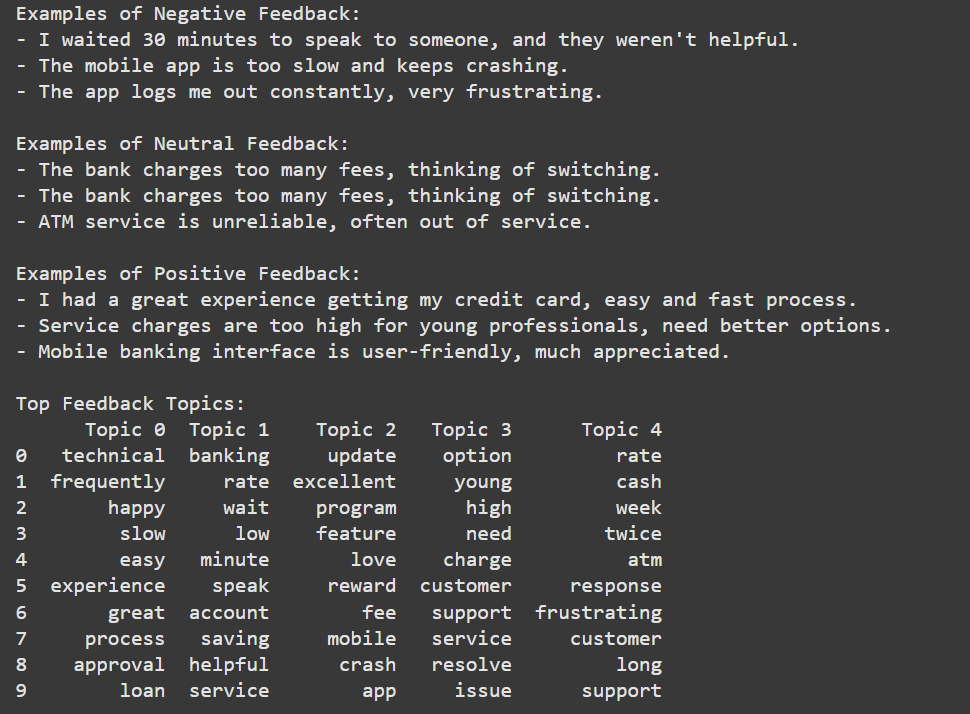 Examples of Negative Feedback:
- I waited 30 minutes to speak to someone, and they weren't helpful.
- The mobile app is too slow and keeps crashing.
- The app logs me out constantly, very frustrating.

Examples of Neutral Feedback:
- The bank charges too many fees, thinking of switching.
- The bank charges too many fees, thinking of switching.
- ATM service is unreliable, often out of service.

Examples of Positive Feedback:
- I had a great experience getting my credit card, easy and fast process.
- Service charges are too high for young professionals, need better options.
- Mobile banking interface is user-friendly, much appreciated.

Top Feedback Topics:
      Topic 0  Topic 1    Topic 2   Topic 3      Topic 4
0   technical  banking     update    option         rate
1  frequently     rate  excellent     young         cash
2       happy     wait    program      high         week
3        slow      low    feature      need        twice
4        easy   minute       love    charge          atm
5  experience    speak     reward  customer     response
6       great  account        fee   support  frustrating
7     process   saving     mobile   service     customer
8    approval  helpful      crash   resolve         long
9        loan  service        app     issue      support